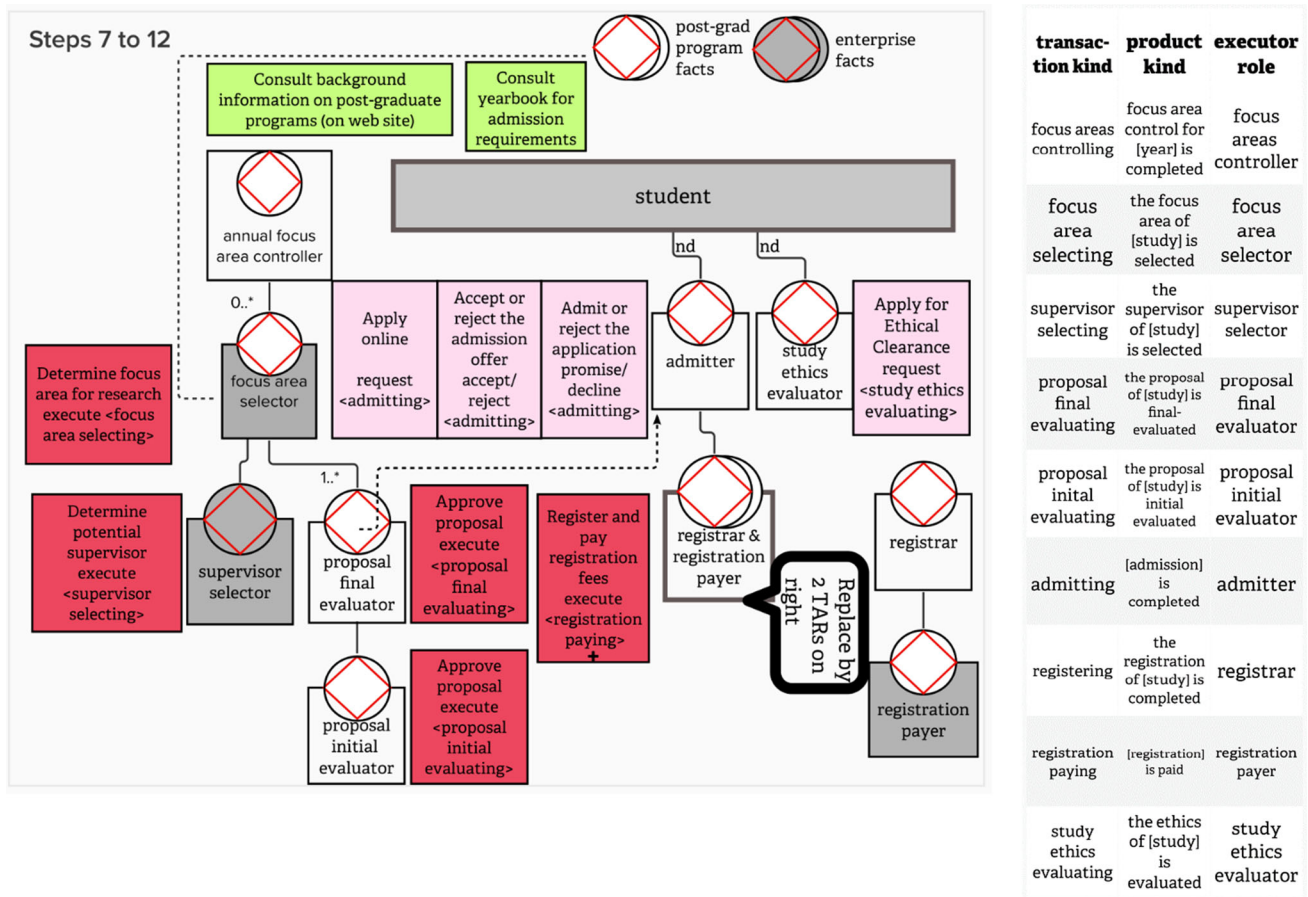 Steps 7 to 12
post-grad
program
facts
enterprise
facts
Consult background
information on post-graduate
programs (on web site)
Consult
yearbook for
admission
requirements
student
annual focus
area controller
nd
nd
0..*
Apply
online
request
<admitting>
Accept or
reject the
admission
offer
accept/
reject
<admitting>
Admit or
reject the
application
promise/
decline
<admitting>
admitter
study
ethics
evaluator
Apply for
Ethical
Clearance
request
<study ethics
evaluating>
Determine focus
area for research
execute <focus
area selecting>
focus area
selector
1..*
Determine
potential
supervisor
execute
<supervisor
selecting>
supervisor
selector
proposal
final
evaluator
Approve
proposal
execute
<proposal
final
evaluating>
Register and
pay
registration
fees
execute
<registration
paying>
+
registrar &
registration
payer
Replace by
2 TARs on
right
registrar
registration
payer
proposal
initial
evaluator
Approve
proposal
execute
<proposal
initial
evaluating>
transac-
tion kind
product
kind
executor
role
focus areas
controlling
focus area
control for
[year] is
completed
focus
areas
controller
focus
area
selecting
the focus
area of
[study] is
selected
focus
area
selector
supervisor
selecting
the
supervisor
of [study]
is selected
supervisor
selector
proposal
final
evaluating
the proposal
of [study] is
final-
evaluated
proposal
final
evaluator
proposal
inital
evaluating
the proposal
of [study] is
initial
evaluated
proposal
initial
evaluator
admitting
[admission]
is
completed
admitter
registering
the
registration
of [study] is
completed
registrar
registration
paying
[registration]
is paid
registration
payer
study
ethics
evaluating
the ethics
of [study]
is
evaluated
study
ethics
evaluator